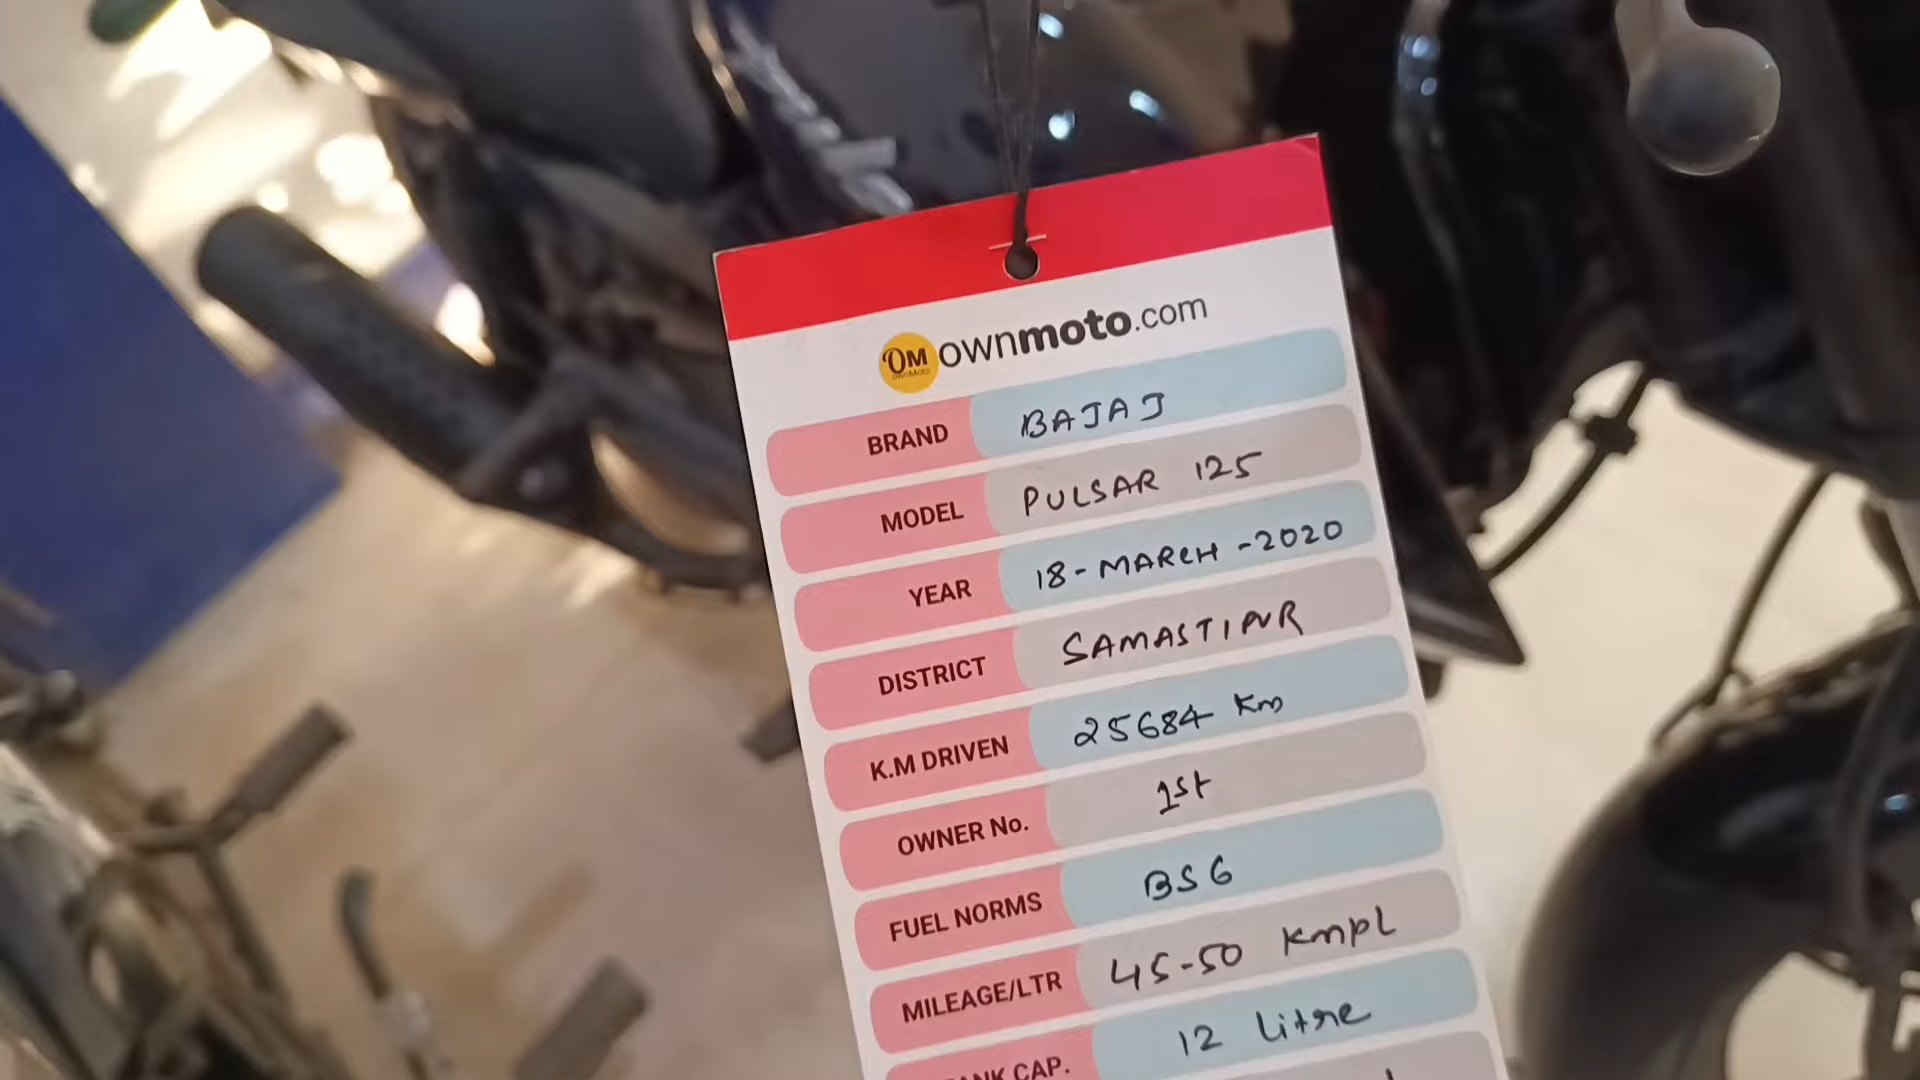 OM
ownMoto
ownmoto.com
BRAND BAJAJ
MODEL PULSAR 125
YEAR 18-MARCH-2020
DISTRICT SAMASTIPUR
K.M DRIVEN 25684 Km
OWNER No. 1st
FUEL NORMS BS6
MILEAGE/LTR 45-50 Kmpl
CAP. 12 Litre